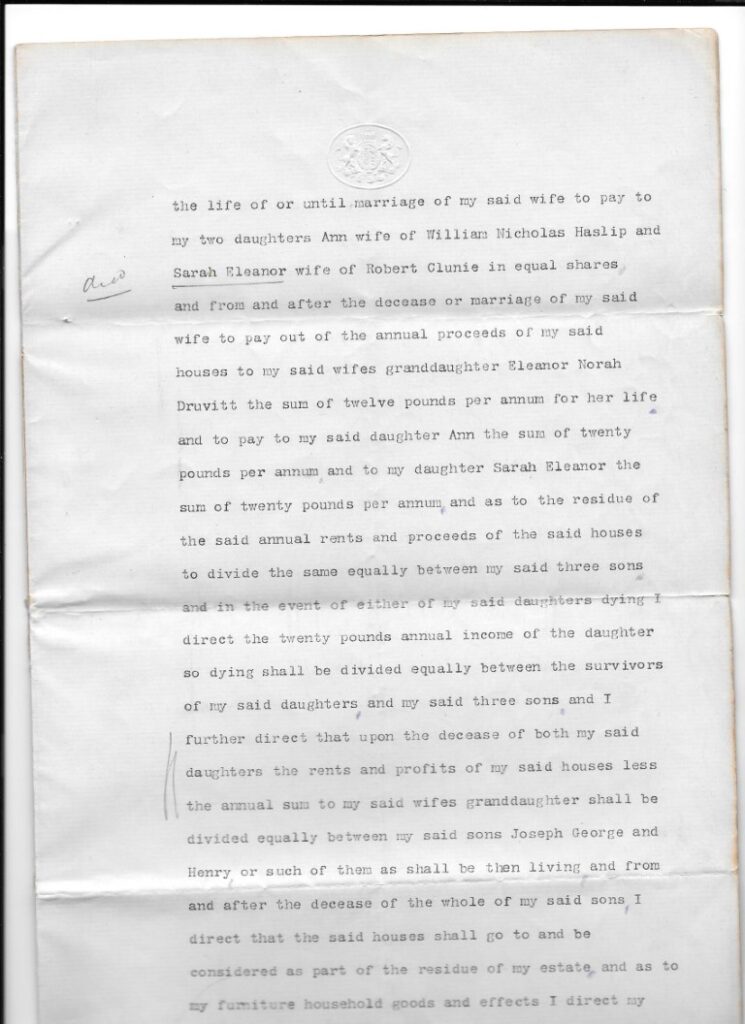 the life of or until marriage of my said wife to pay to
my two daughters Ann wife of William Nicholas Haslip and
died
Sarah Eleanor wife of Robert Clunie in equal shares
and from and after the decease or marriage of my said
wife to pay out of the annual proceeds of my said
houses to my said wifes granddaughter Eleanor Norah
Druvitt the sum of twelve pounds per annum for her life
and to pay to my said daughter Ann the sum of twenty
pounds per annum and to my daughter Sarah Eleanor the
sum of twenty pounds per annum, and as to the residue of
the said annual rents and proceeds of the said houses
to divide the same equally between my said three sons
and in the event of either of my said daughters dying I
direct the twenty pounds annual income of the daughter
so dying shall be divided equally between the survivors
of my said daughters and my said three sons and I
further direct that upon the decease of both my said
daughters the rents and profits of my said houses less
the annual sum to my said wifes granddaughter shall be
divided equally between my said sons Joseph George and
Henry, or such of them as shall be then living and from
and after the decease of the whole of my said sons, I
direct that the said houses shall go to and be
considered as part of the residue of my estate, and as to
my furniture household goods and effects I direct my